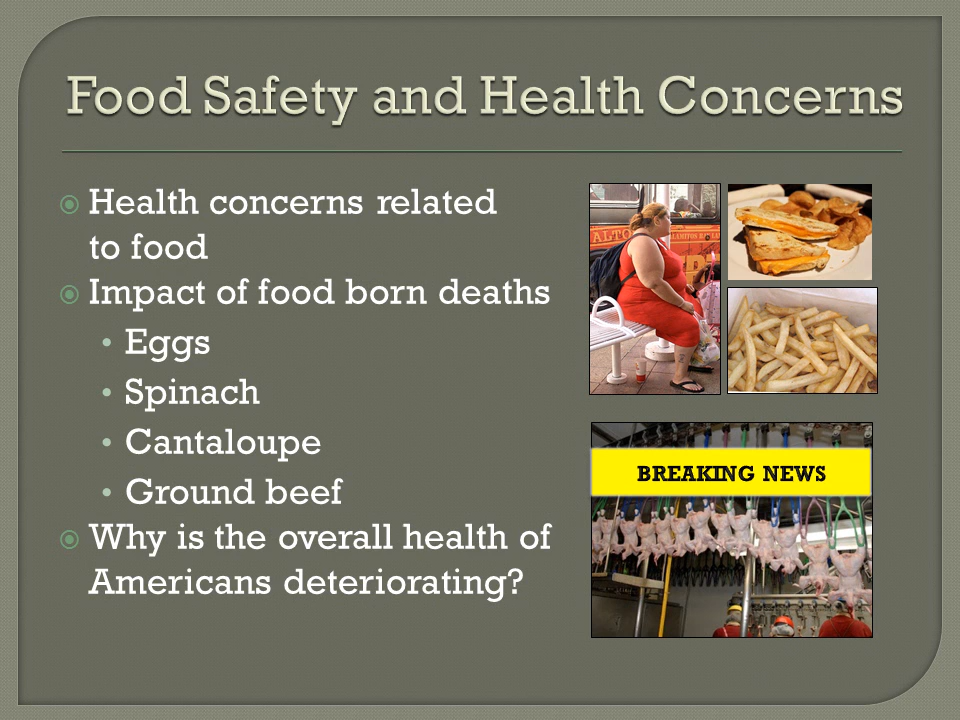 Food Safety and Health Concerns
Health concerns related
to food
Impact of food born deaths
• Eggs
• Spinach
• Cantaloupe
• Ground beef
Why is the overall health of
Americans deteriorating?
ALTO
BREAKING NEWS